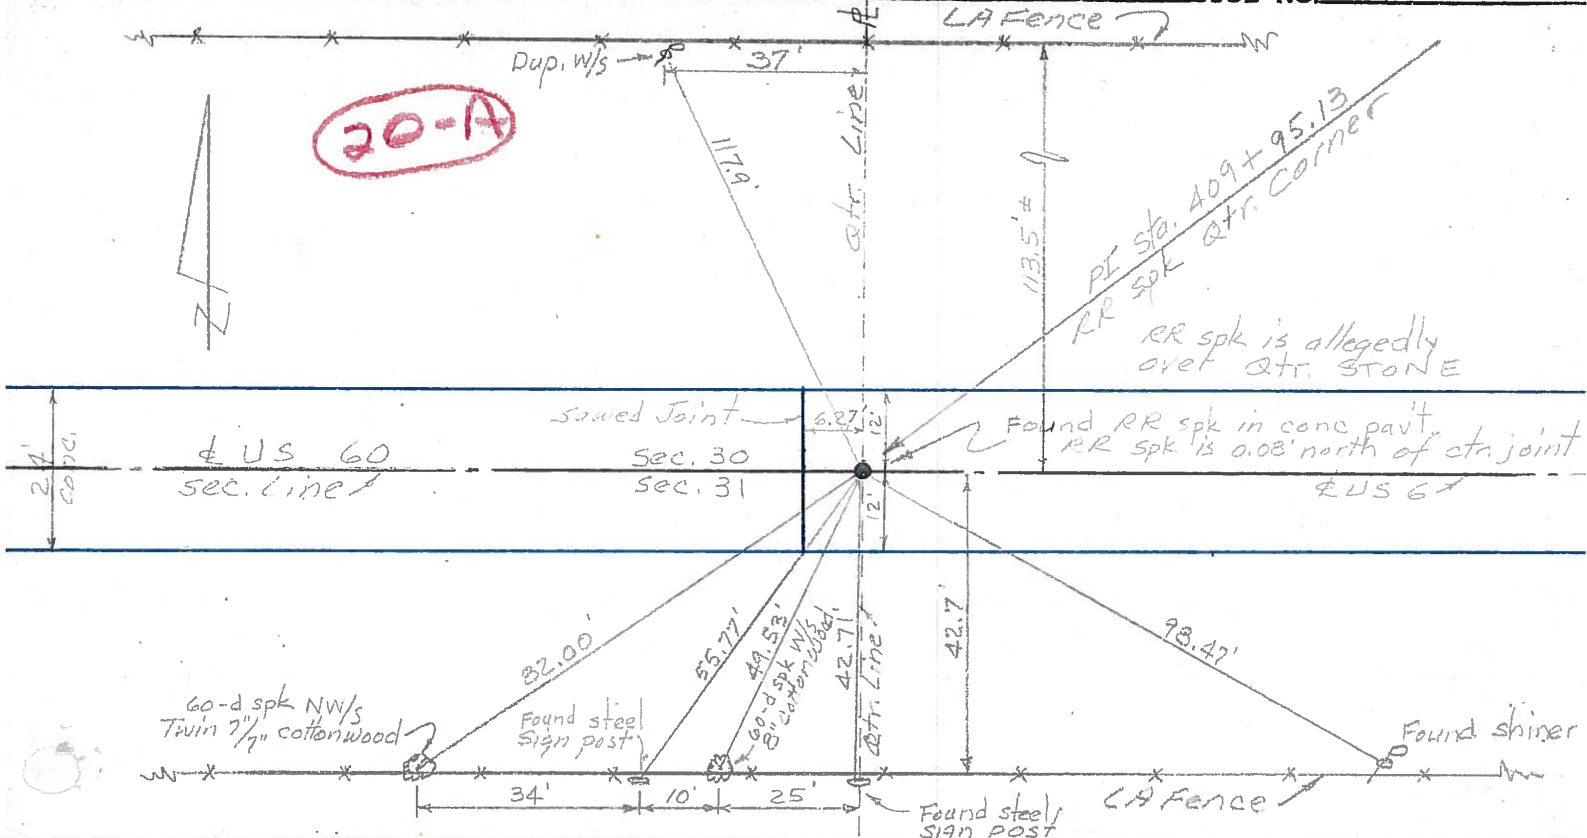 LA Fence
Dup. W/s
37'
20-A
Qtr. Line
117.9'
113.5' ±
PI Sta. 409 + 95.13
RR spk Qtr. Corner
N
RR spk is allegedly
over Qtr. STONE
Sawed Joint
6.27'
12'
Found RR spk in conc pav't.
RR spk is 0.08' north of ctr. joint
24'
conc.
℄ US 60
Sec. Line
Sec. 30
Sec. 31
12'
℄ US 6
82.00'
55.77'
49.53'
60-d spk W/s
8" cottonwood
42.71'
Qtr. Line
42.7'
98.47'
60-d spk NW/s
Twin 7"/7" cottonwood
Found steel
sign post
Found shiner
34'
10'
25'
Found steel
sign post
LA Fence